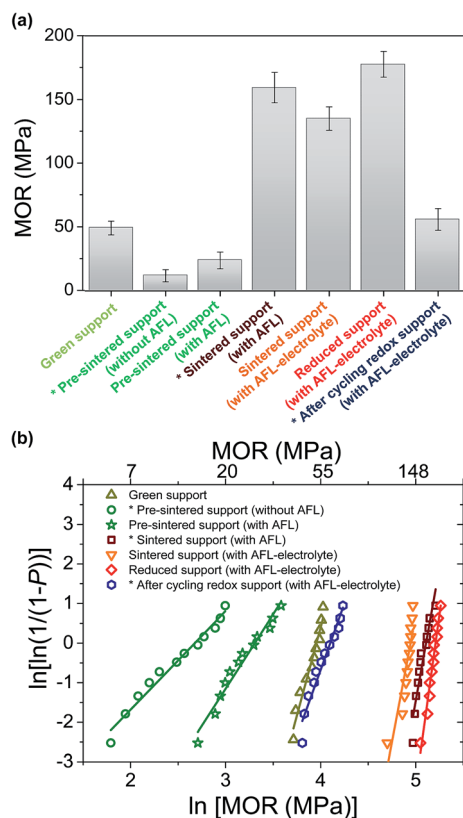 (a)
MOR (MPa)
200
150
100
50
0
Green support
* Pre-sintered support
(without AFL)
Pre-sintered support
(with AFL)
* Sintered support
(with AFL)
Sintered support
(with AFL-electrolyte)
Reduced support
(with AFL-electrolyte)
* After cycling redox support
(with AFL-electrolyte)
(b)
MOR (MPa)
7 20 55 148
ln[ln(1/(1-P))]
4
3
2
1
0
-1
-2
-3
Green support
* Pre-sintered support (without AFL)
Pre-sintered support (with AFL)
* Sintered support (with AFL)
Sintered support (with AFL-electrolyte)
Reduced support (with AFL-electrolyte)
* After cycling redox support (with AFL-electrolyte)
2 3 4 5
ln [MOR (MPa)]